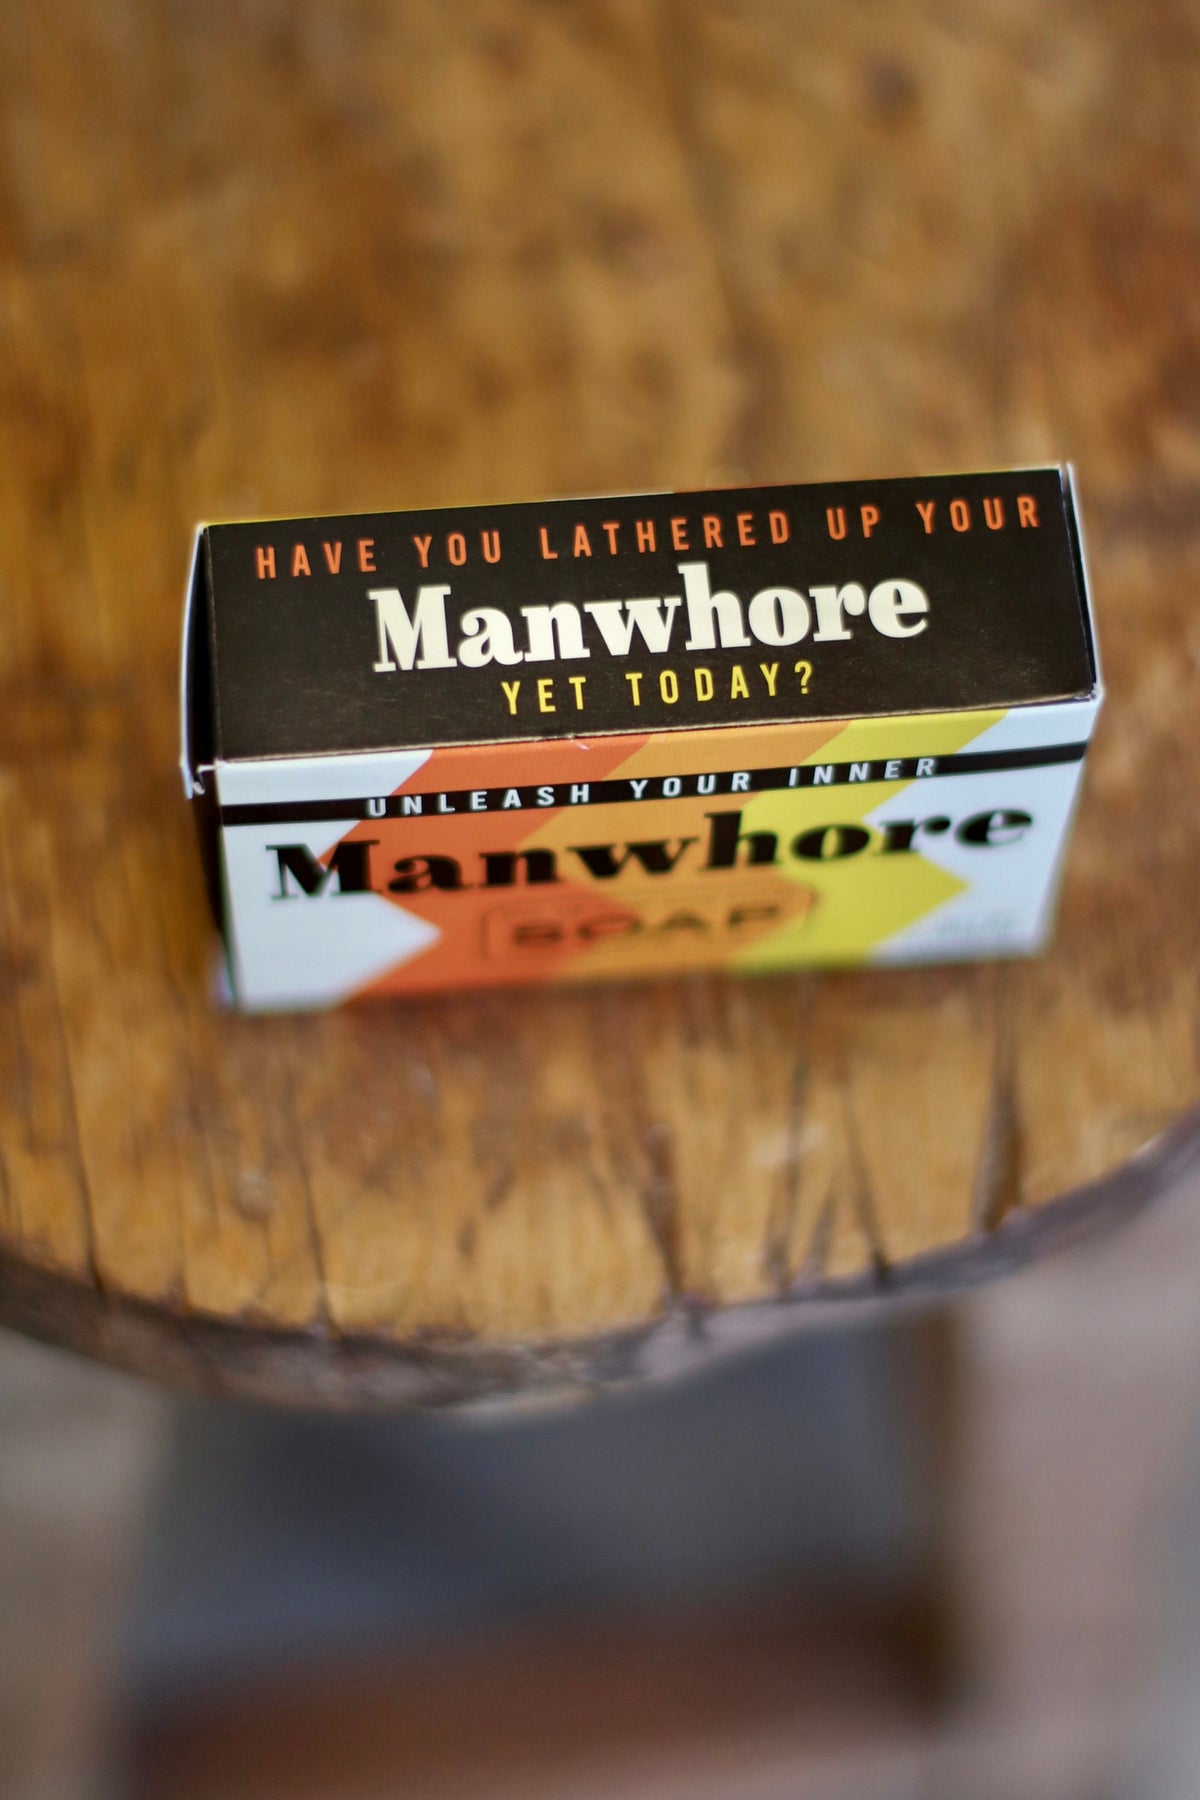 HAVE YOU LATHERED UP YOUR
Manwhore
YET TODAY?
UNLEASH YOUR INNER
Manwhore
SOAP